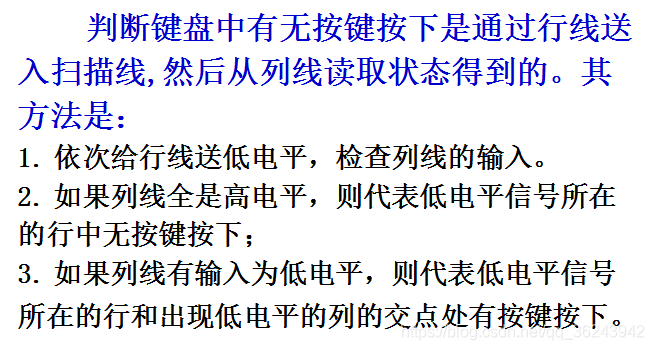 判断键盘中有无按键按下是通过行线送
入扫描线,然后从列线读取状态得到的。其
方法是：
1. 依次给行线送低电平，检查列线的输入。
2. 如果列线全是高电平，则代表低电平信号所在
的行中无按键按下；
3. 如果列线有输入为低电平，则代表低电平信号
所在的行和出现低电平的列的交点处有按键按下。
https://blog.csdn.net/qq_36243942